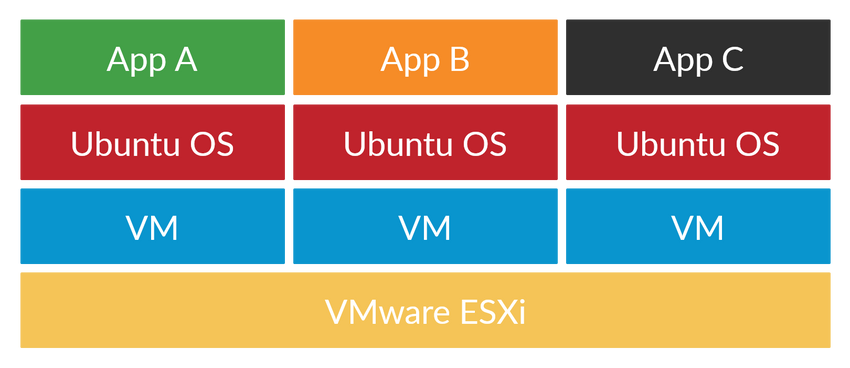 App A App B App C
Ubuntu OS Ubuntu OS Ubuntu OS
VM VM VM
VMware ESXi